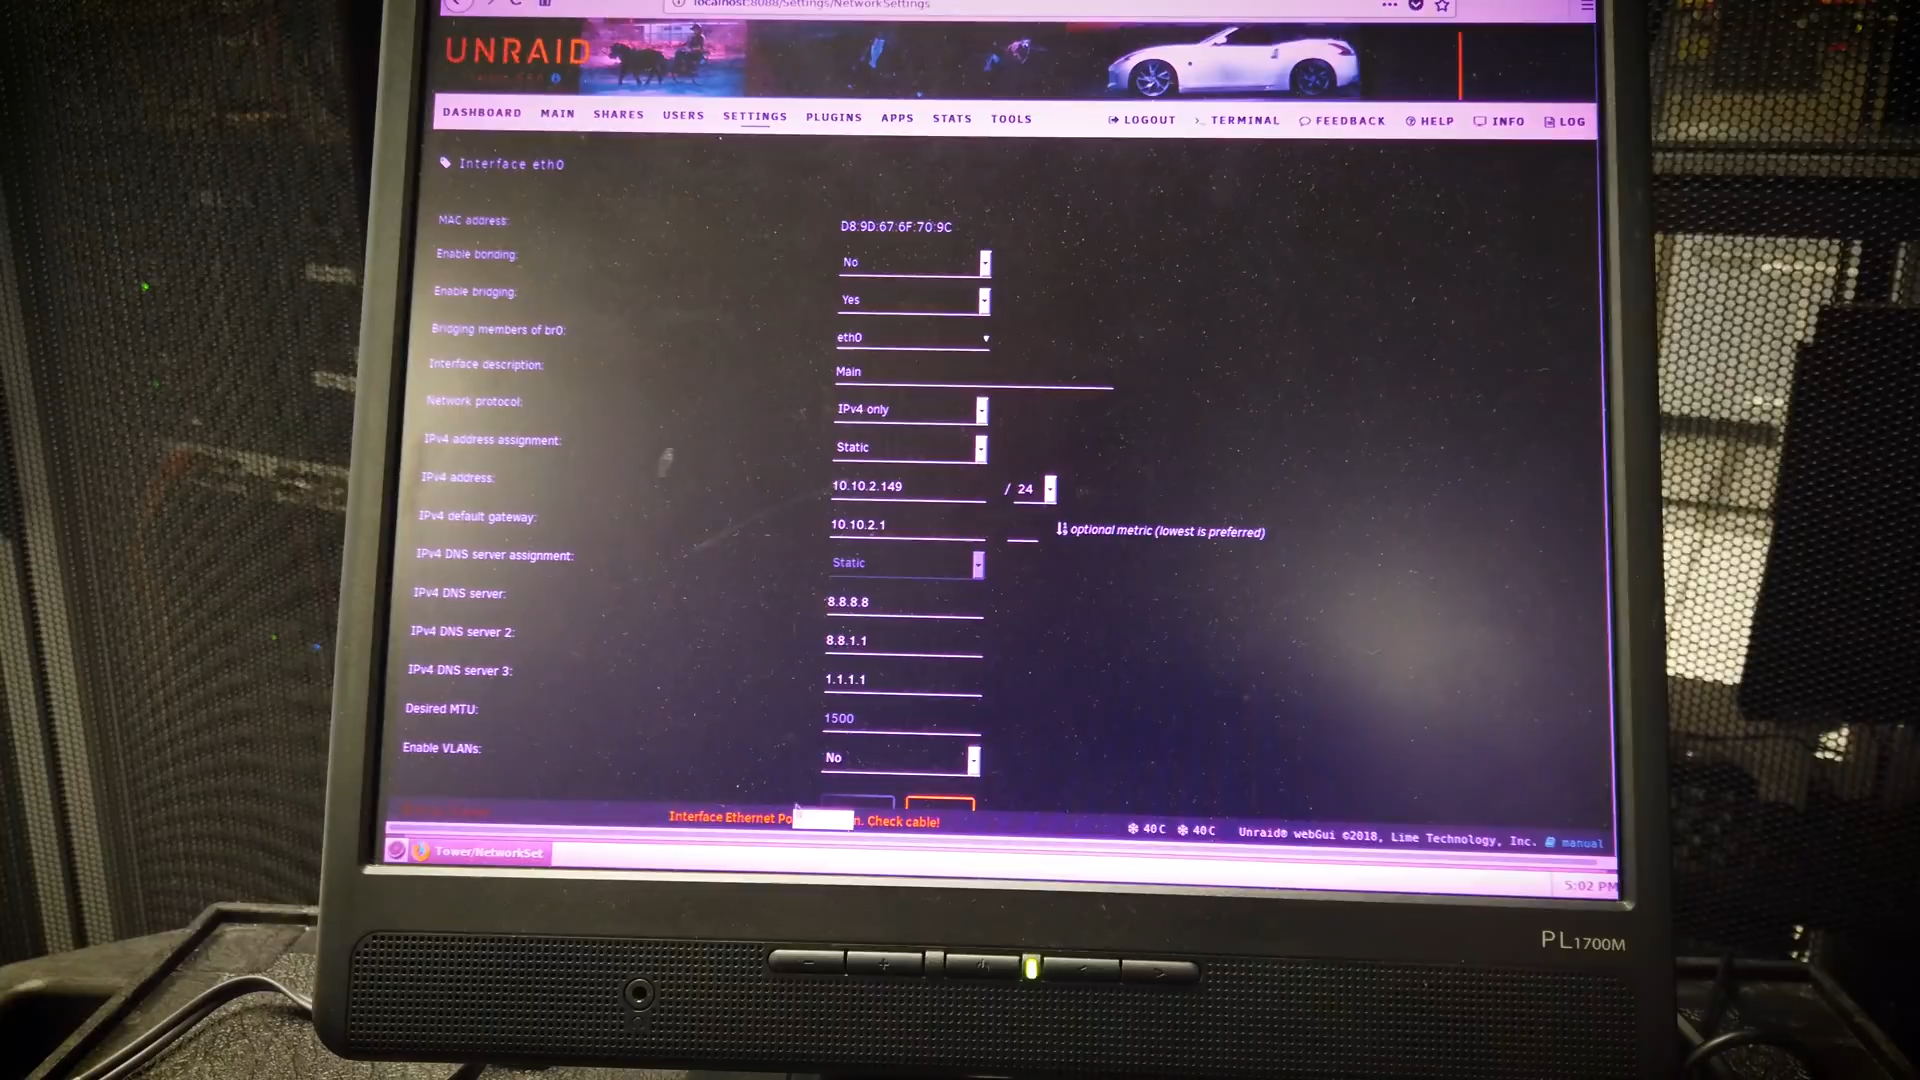 localhost:8088/Settings/NetworkSettings
UNRAID
DASHBOARD MAIN SHARES USERS SETTINGS PLUGINS APPS STATS TOOLS LOGOUT TERMINAL FEEDBACK HELP INFO LOG
Interface eth0
MAC address: D8:9D:67:6F:70:9C
Enable bonding: No
Enable bridging: Yes
Bridging members of br0: eth0
Interface description: Main
Network protocol: IPv4 only
IPv4 address assignment: Static
IPv4 address: 10.10.2.149 / 24
IPv4 default gateway: 10.10.2.1 optional metric (lowest is preferred)
IPv4 DNS server assignment: Static
IPv4 DNS server: 8.8.8.8
IPv4 DNS server 2: 8.8.1.1
IPv4 DNS server 3: 1.1.1.1
Desired MTU: 1500
Enable VLANs: No
Interface Ethernet Po n. Check cable!
40 C 40 C Unraid® webGui ©2018, Lime Technology, Inc. manual
Tower/NetworkSet
5:02 PM
PL1700M